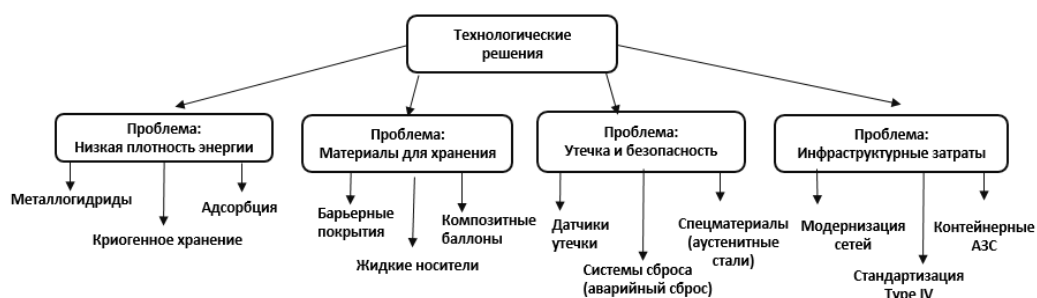 Технологические
решения
Проблема:
Низкая плотность энергии
Проблема:
Материалы для хранения
Проблема:
Утечка и безопасность
Проблема:
Инфраструктурные затраты
Металлогидриды
Криогенное хранение
Адсорбция
Барьерные
покрытия
Жидкие носители
Композитные
баллоны
Датчики
утечки
Системы сброса
(аварийный сброс)
Спецматериалы
(аустенитные
стали)
Модернизация
сетей
Стандартизация
Type IV
Контейнерные
АЗС